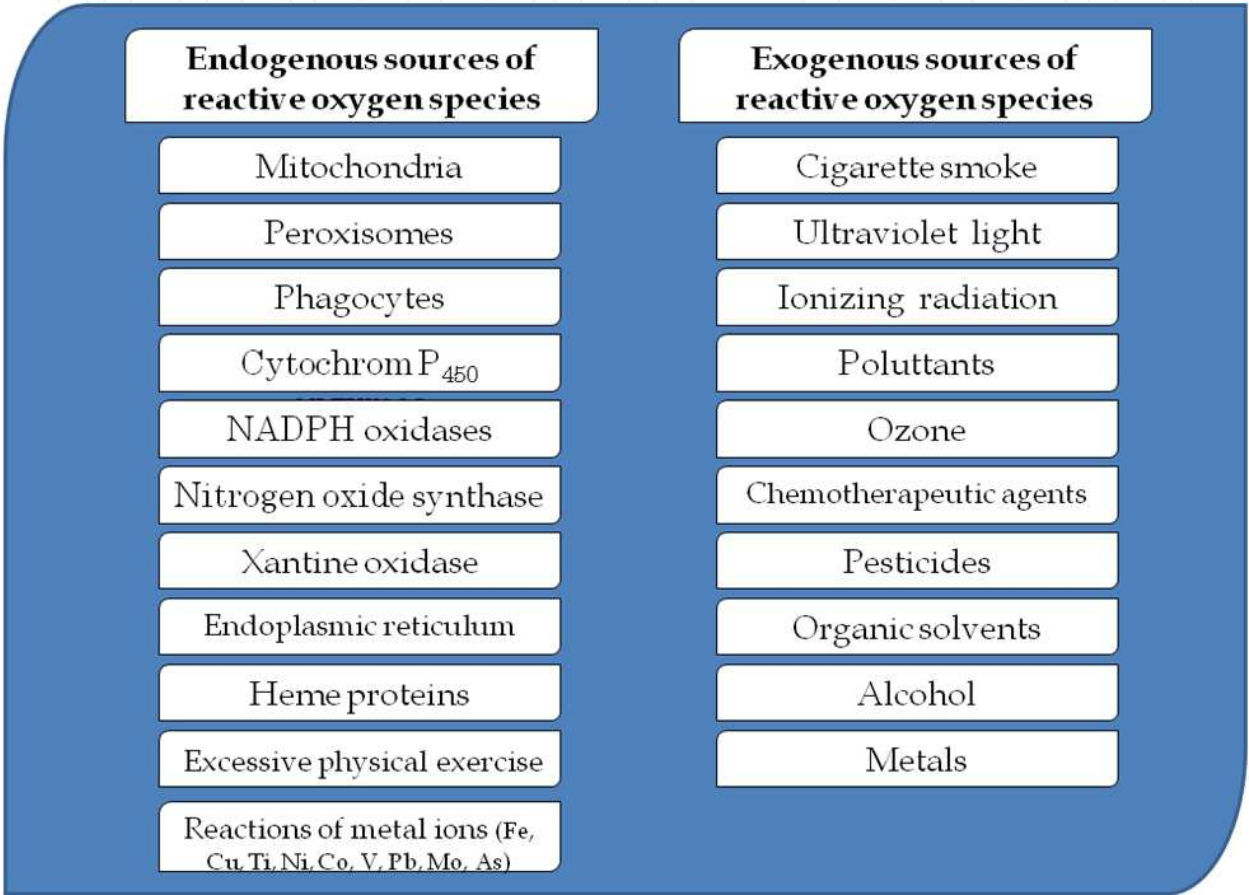 Endogenous sources of
reactive oxygen species
Mitochondria
Peroxisomes
Phagocytes
Cytochrom P450
NADPH oxidases
Nitrogen oxide synthase
Xantine oxidase
Endoplasmic reticulum
Heme proteins
Excessive physical exercise
Reactions of metal ions (Fe,
Cu, Ti, Ni, Co, V, Pb, Mo, As)
Exogenous sources of
reactive oxygen species
Cigarette smoke
Ultraviolet light
Ionizing radiation
Poluttants
Ozone
Chemotherapeutic agents
Pesticides
Organic solvents
Alcohol
Metals